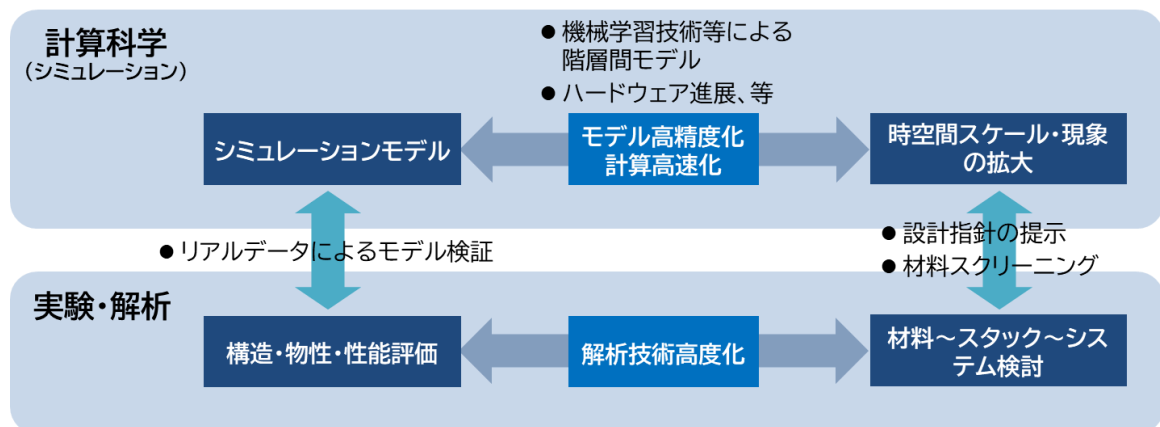 計算科学
（シミュレーション）
● 機械学習技術等による
階層間モデル
● ハードウェア進展、等
シミュレーションモデル
モデル高精度化
計算高速化
時空間スケール・現象
の拡大
● リアルデータによるモデル検証
● 設計指針の提示
● 材料スクリーニング
実験・解析
構造・物性・性能評価
解析技術高度化
材料～スタック～シス
テム検討